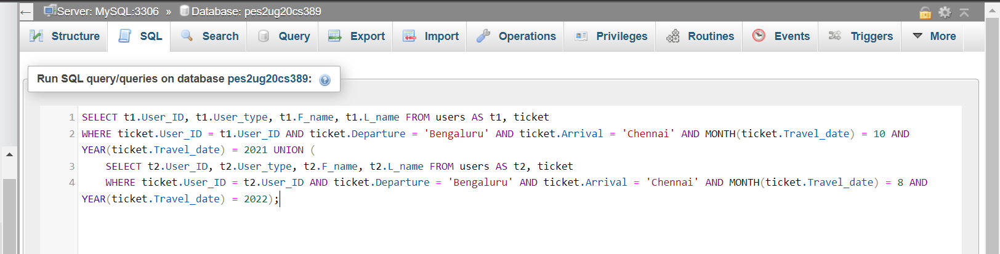 Server: MySQL:3306 » Database: pes2ug20cs389
Structure SQL Search Query Export Import Operations Privileges Routines Events Triggers More
Run SQL query/queries on database pes2ug20cs389:
1 SELECT t1.User_ID, t1.User_type, t1.F_name, t1.L_name FROM users AS t1, ticket
2 WHERE ticket.User_ID = t1.User_ID AND ticket.Departure = 'Bengaluru' AND ticket.Arrival = 'Chennai' AND MONTH(ticket.Travel_date) = 10 AND
YEAR(ticket.Travel_date) = 2021 UNION (
3 SELECT t2.User_ID, t2.User_type, t2.F_name, t2.L_name FROM users AS t2, ticket
4 WHERE ticket.User_ID = t2.User_ID AND ticket.Departure = 'Bengaluru' AND ticket.Arrival = 'Chennai' AND MONTH(ticket.Travel_date) = 8 AND
YEAR(ticket.Travel_date) = 2022);